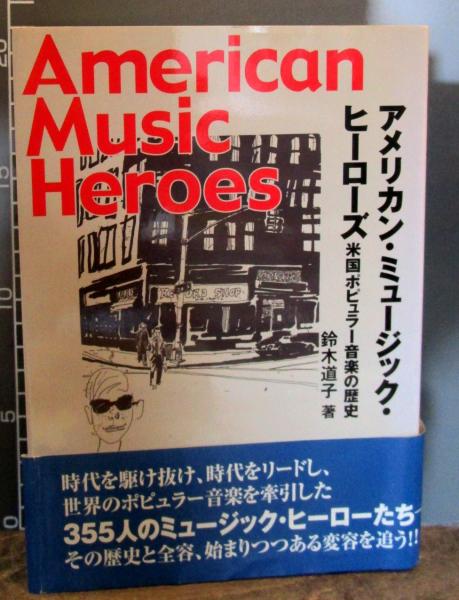 American
Music
Heroes
アメリカン・ミュージック・
ヒーローズ
米国ポピュラー音楽の歴史
鈴木道子 著
時代を駆け抜け、時代をリードし、
世界のポピュラー音楽を牽引した
355人のミュージック・ヒーローたち
その歴史と全容、始まりつつある変容を追う!!
20
15
10
5
0